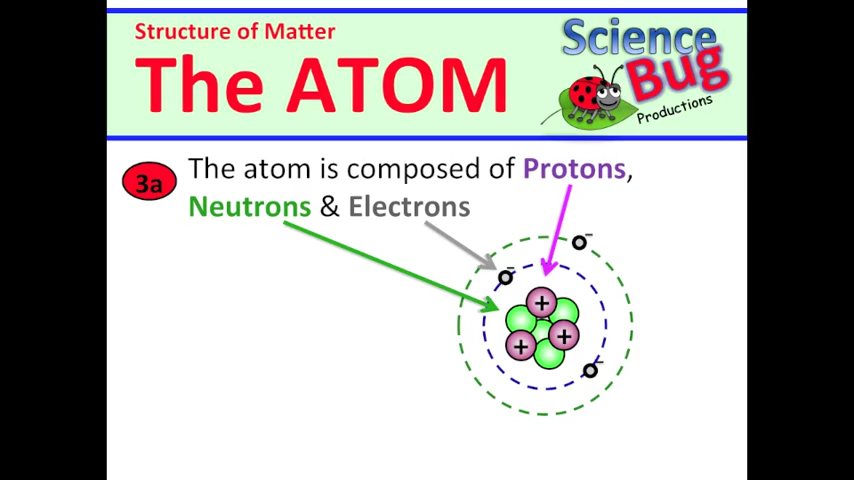 Structure of Matter
The ATOM
Science
Bug
Productions
3a
The atom is composed of Protons,
Neutrons & Electrons
−
−
+
+
+
−